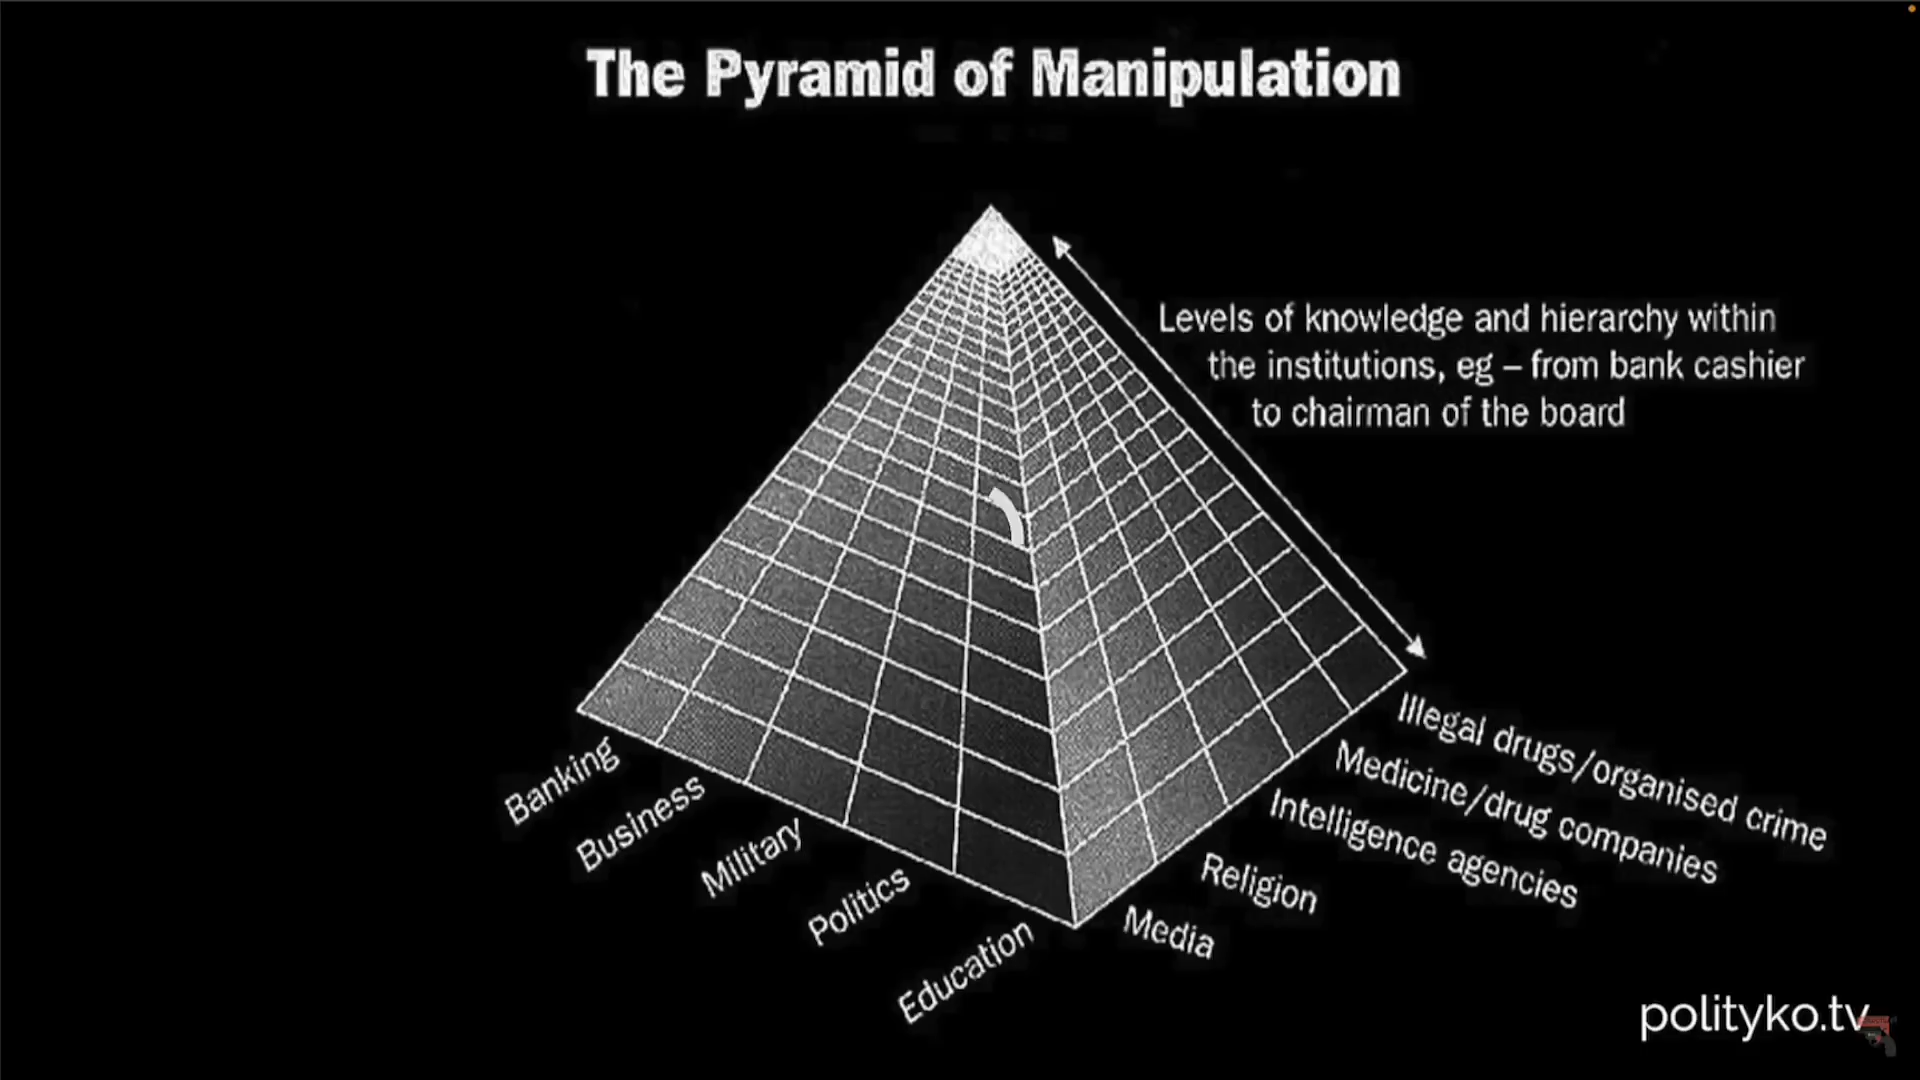 The Pyramid of Manipulation
Levels of knowledge and hierarchy within
the institutions, eg – from bank cashier
to chairman of the board
Banking
Business
Military
Politics
Education
Media
Religion
Intelligence agencies
Medicine/drug companies
Illegal drugs/organised crime
polityko.tv